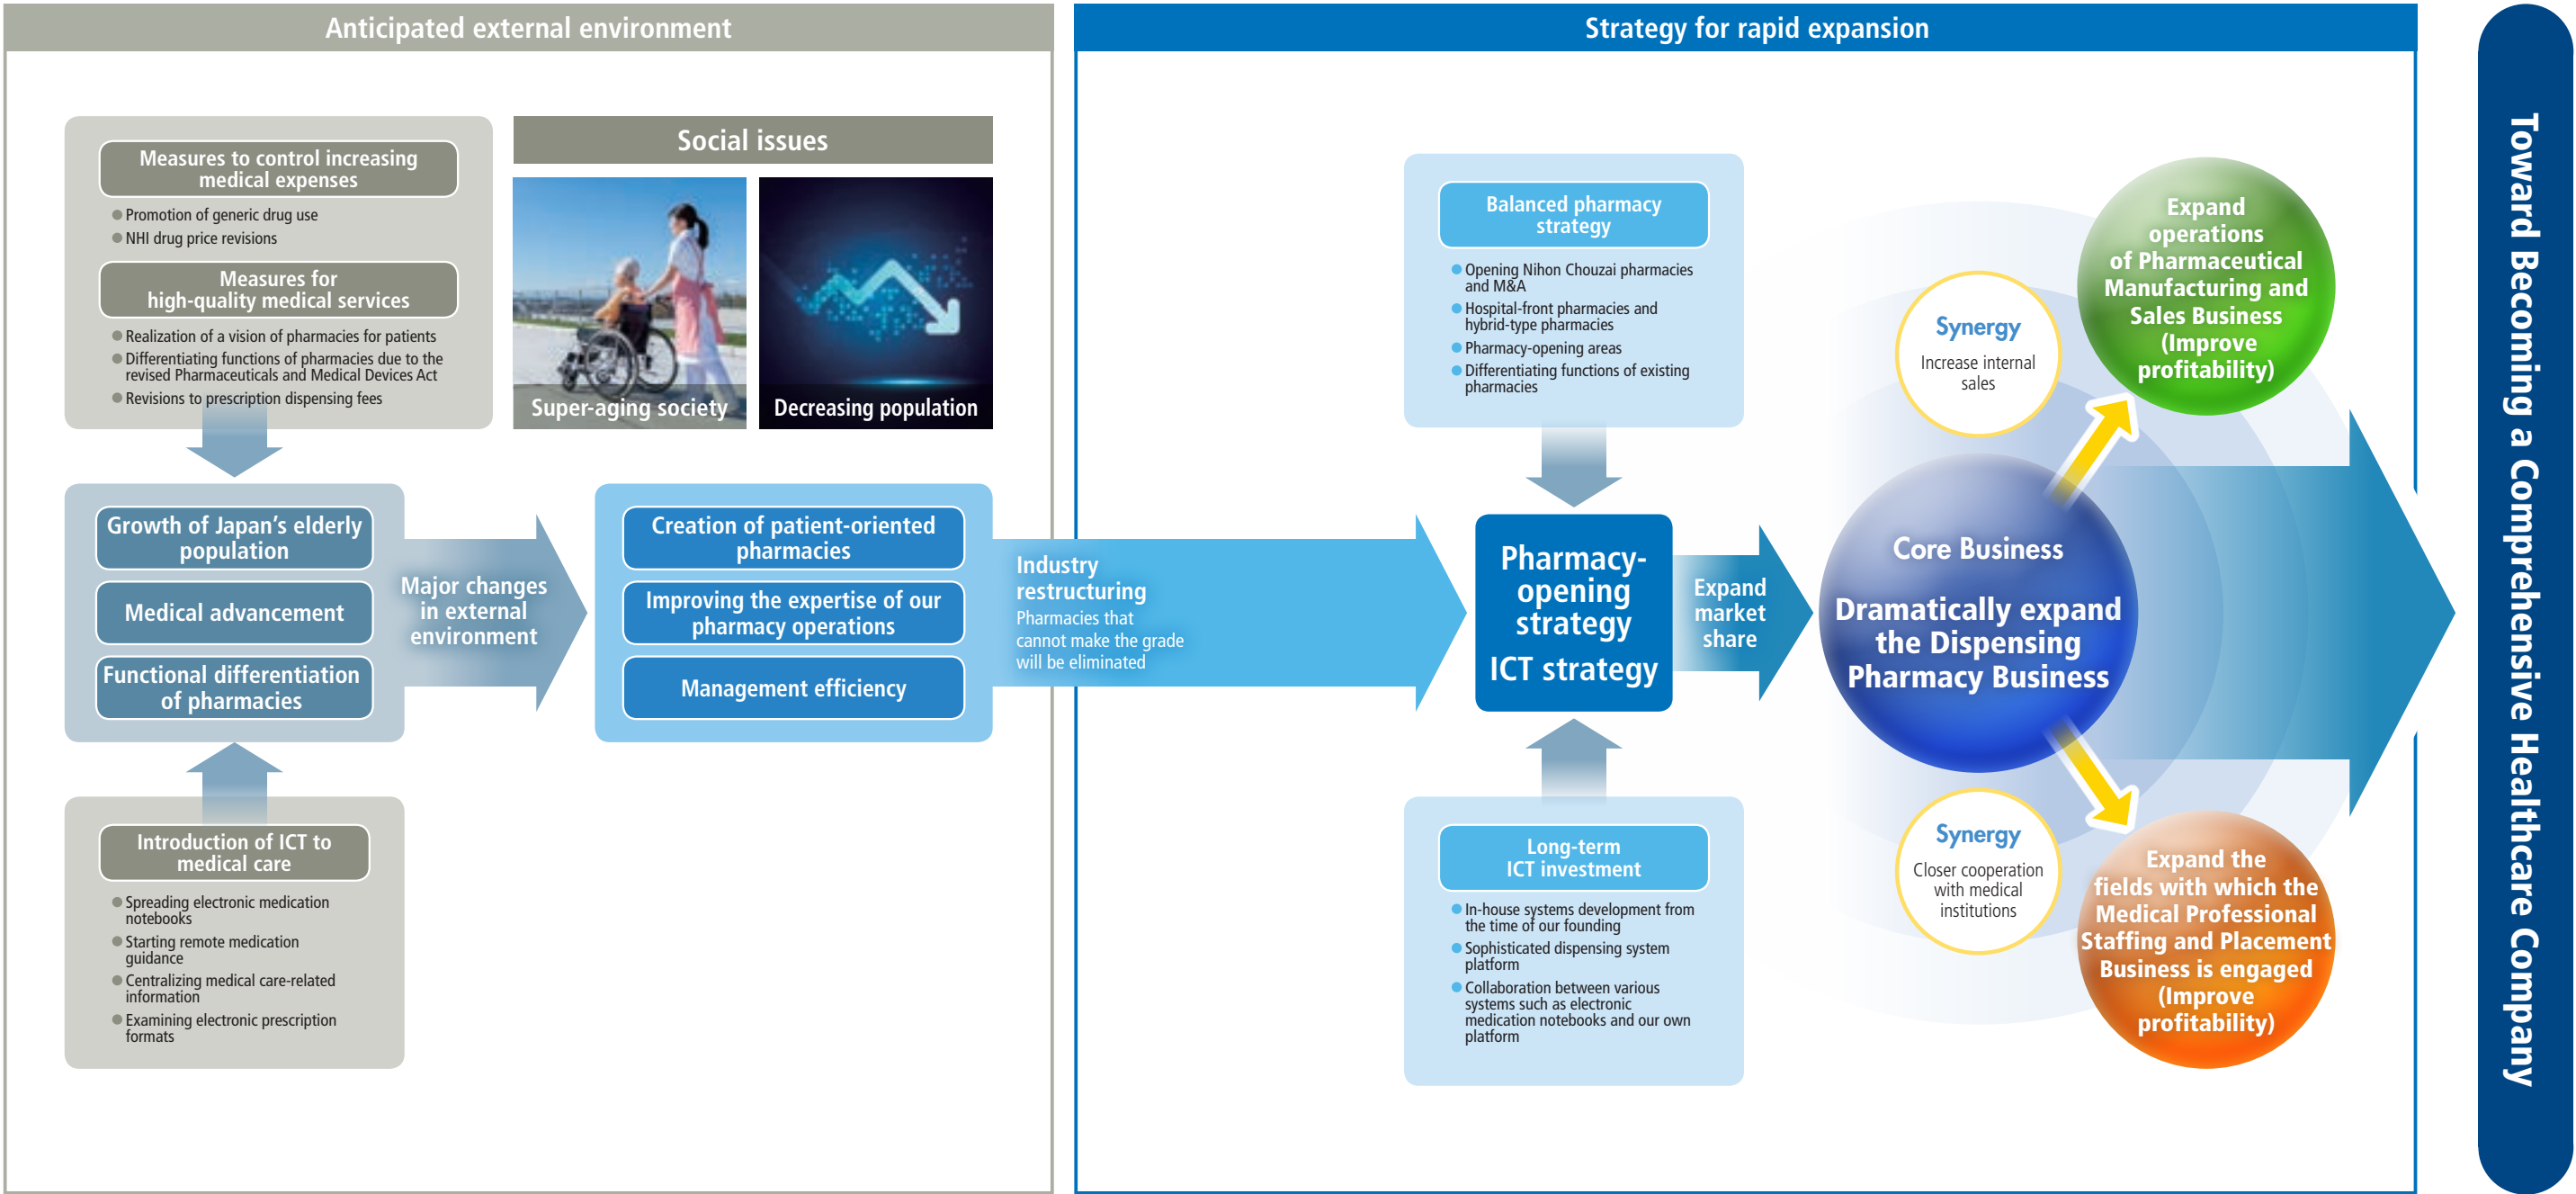 Anticipated external environment
Measures to control increasing
medical expenses
Promotion of generic drug use
NHI drug price revisions
Measures for
high-quality medical services
Realization of a vision of pharmacies for patients
Differentiating functions of pharmacies due to the
revised Pharmaceuticals and Medical Devices Act
Revisions to prescription dispensing fees
Social issues
Super-aging society
Decreasing population
Growth of Japan's elderly
population
Medical advancement
Functional differentiation
of pharmacies
Major changes
in external
environment
Creation of patient-oriented
pharmacies
Improving the expertise of our
pharmacy operations
Management efficiency
Introduction of ICT to
medical care
Spreading electronic medication
notebooks
Starting remote medication
guidance
Centralizing medical care-related
information
Examining electronic prescription
formats
Industry
restructuring
Pharmacies that
cannot make the grade
will be eliminated
Strategy for rapid expansion
Balanced pharmacy
strategy
Opening Nihon Chouzai pharmacies
and M&A
Hospital-front pharmacies and
hybrid-type pharmacies
Pharmacy-opening areas
Differentiating functions of existing
pharmacies
Pharmacy-
opening
strategy
ICT strategy
Long-term
ICT investment
In-house systems development from
the time of our founding
Sophisticated dispensing system
platform
Collaboration between various
systems such as electronic
medication notebooks and our own
platform
Expand
market
share
Core Business
Dramatically expand
the Dispensing
Pharmacy Business
Synergy
Increase internal
sales
Expand
operations
of Pharmaceutical
Manufacturing and
Sales Business
(Improve
profitability)
Synergy
Closer cooperation
with medical
institutions
Expand the
fields with which the
Medical Professional
Staffing and Placement
Business is engaged
(Improve
profitability)
Toward Becoming a Comprehensive Healthcare Company